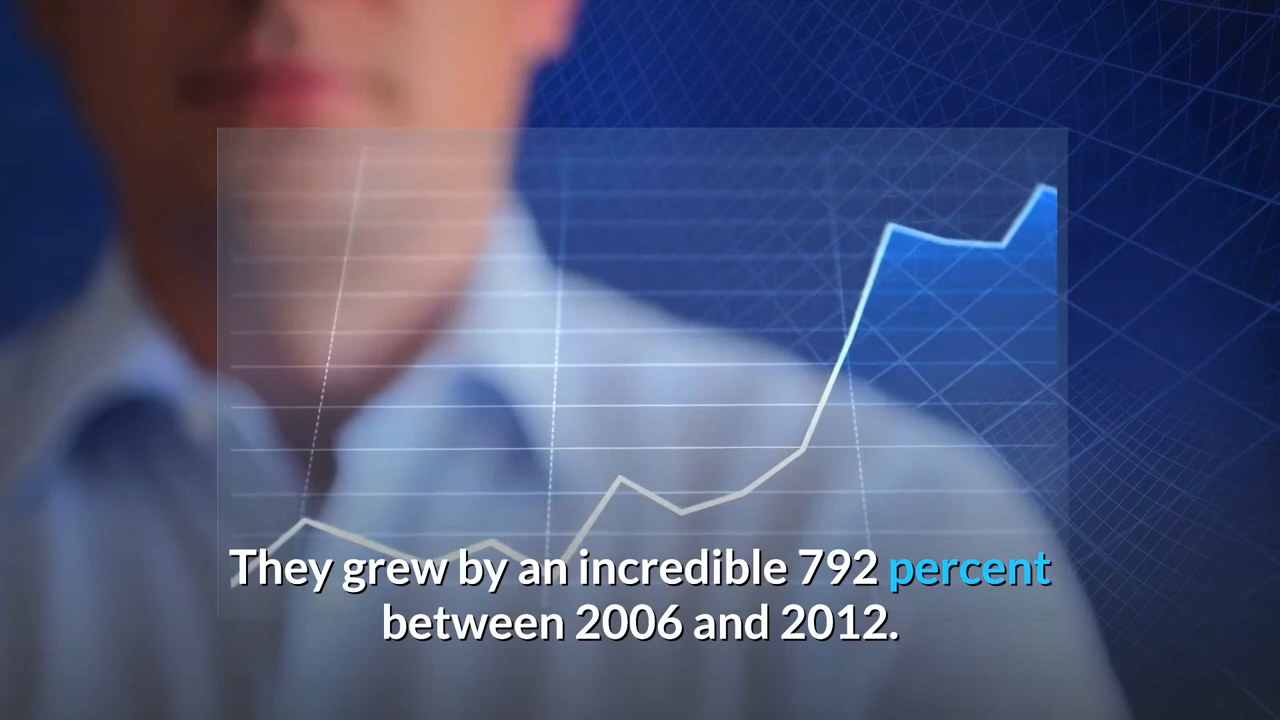 They grew by an incredible 792 percent
between 2006 and 2012.